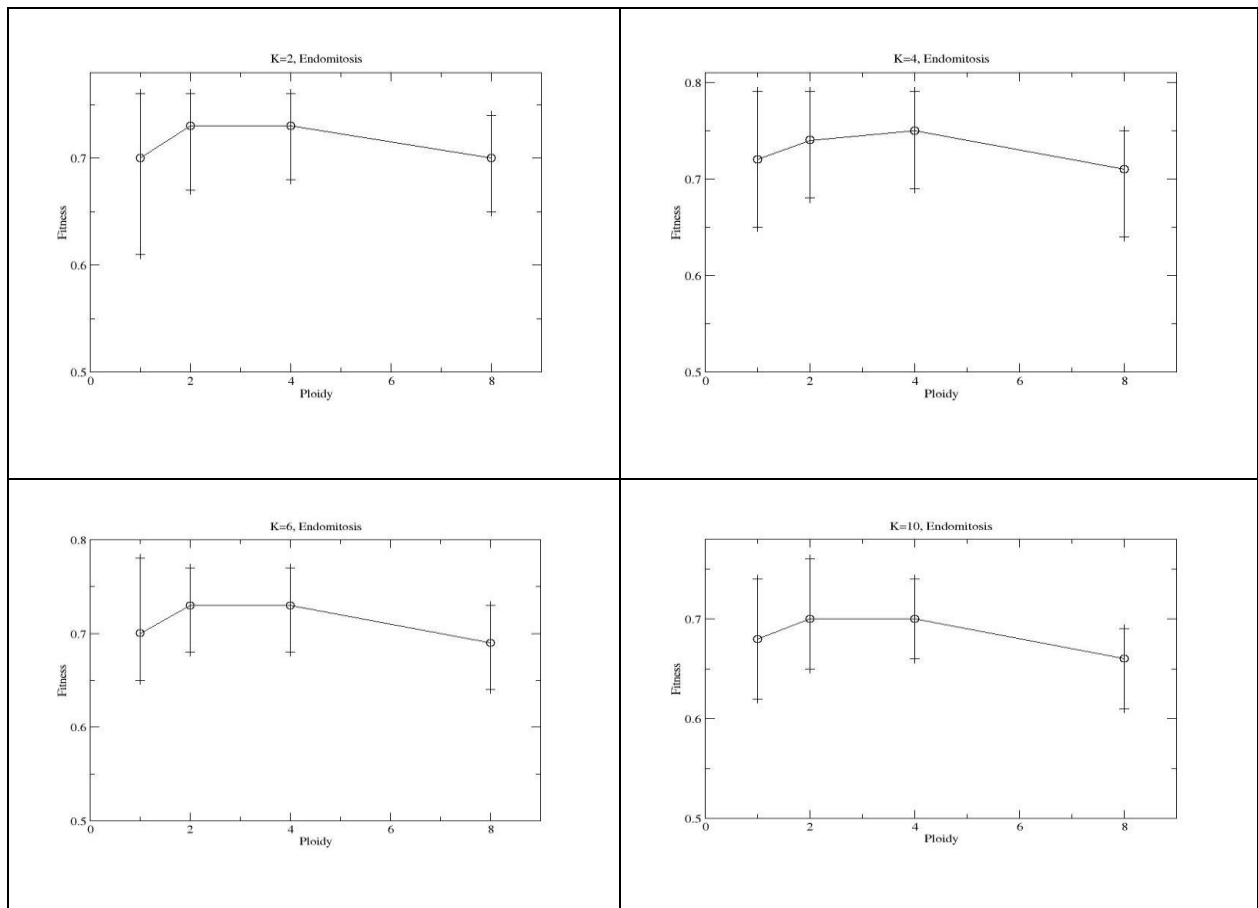 K=2, Endomitosis
0.7
0.6
0.5
Fitness
0 2 4 6 8
Ploidy
K=4, Endomitosis
0.8
0.7
0.6
0.5
Fitness
0 2 4 6 8
Ploidy
K=6, Endomitosis
0.8
0.7
0.6
0.5
Fitness
0 2 4 6 8
Ploidy
K=10, Endomitosis
0.7
0.6
0.5
Fitness
0 2 4 6 8
Ploidy